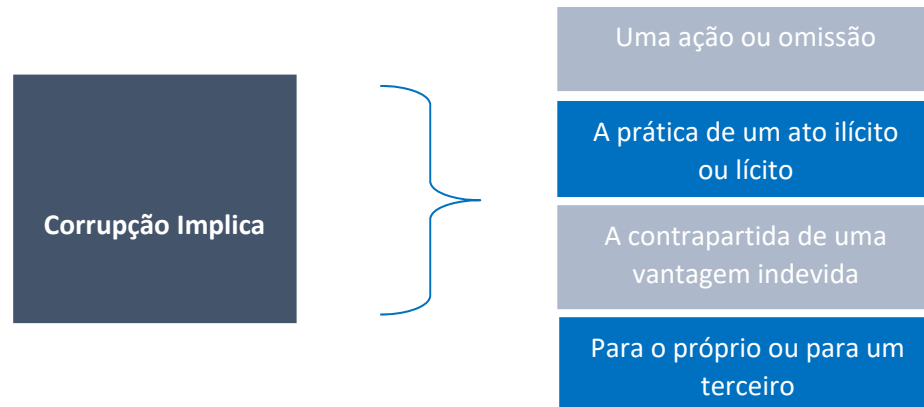 Corrupção Implica
Uma ação ou omissão
A prática de um ato ilícito
ou lícito
A contrapartida de uma
vantagem indevida
Para o próprio ou para um
terceiro